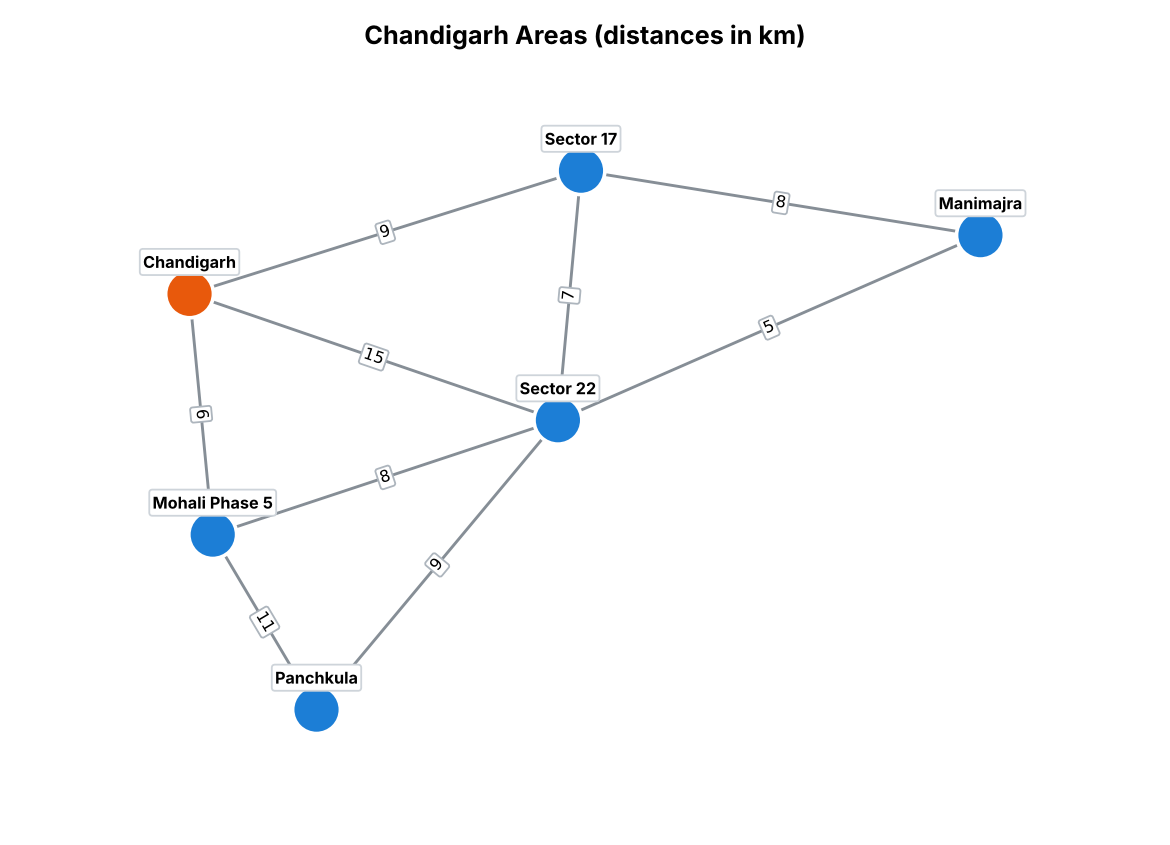 Chandigarh Areas (distances in km)
Sector 17
8
Manimajra
9
Chandigarh
7
5
15
Sector 22
6
8
Mohali Phase 5
9
11
Panchkula